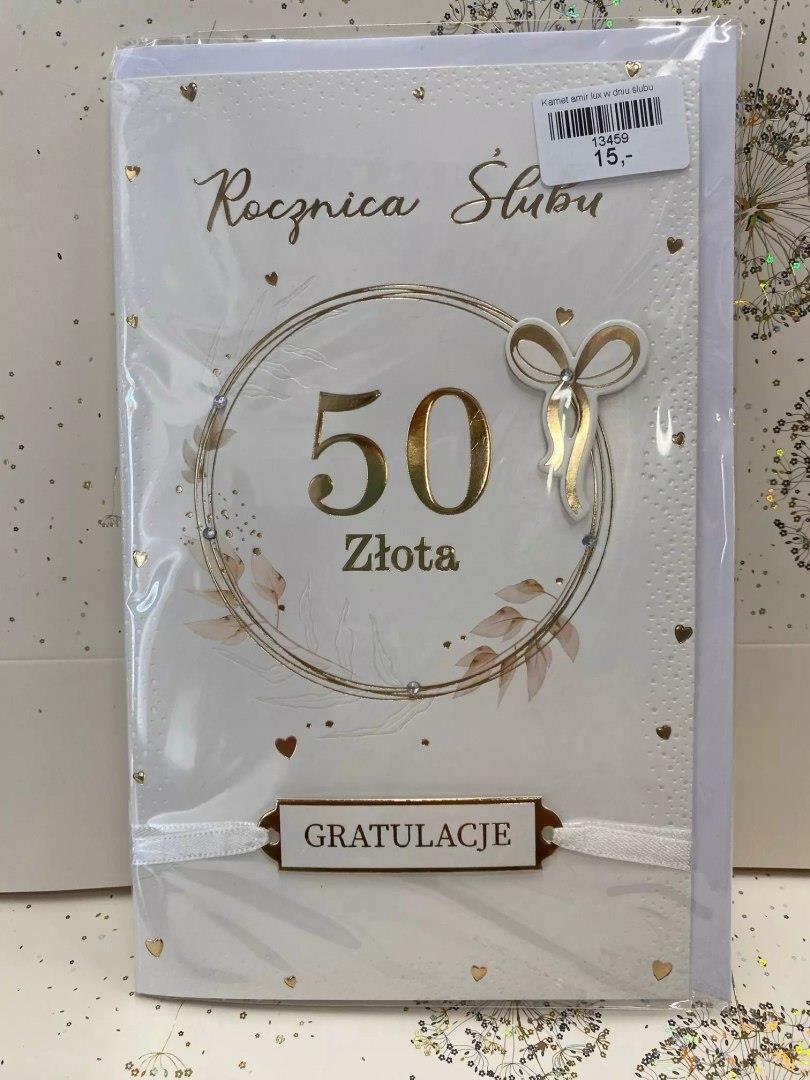 Karnet amir lux w dniu ślubu
13459
15,-
Rocznica Ślubu
50
Złota
GRATULACJE